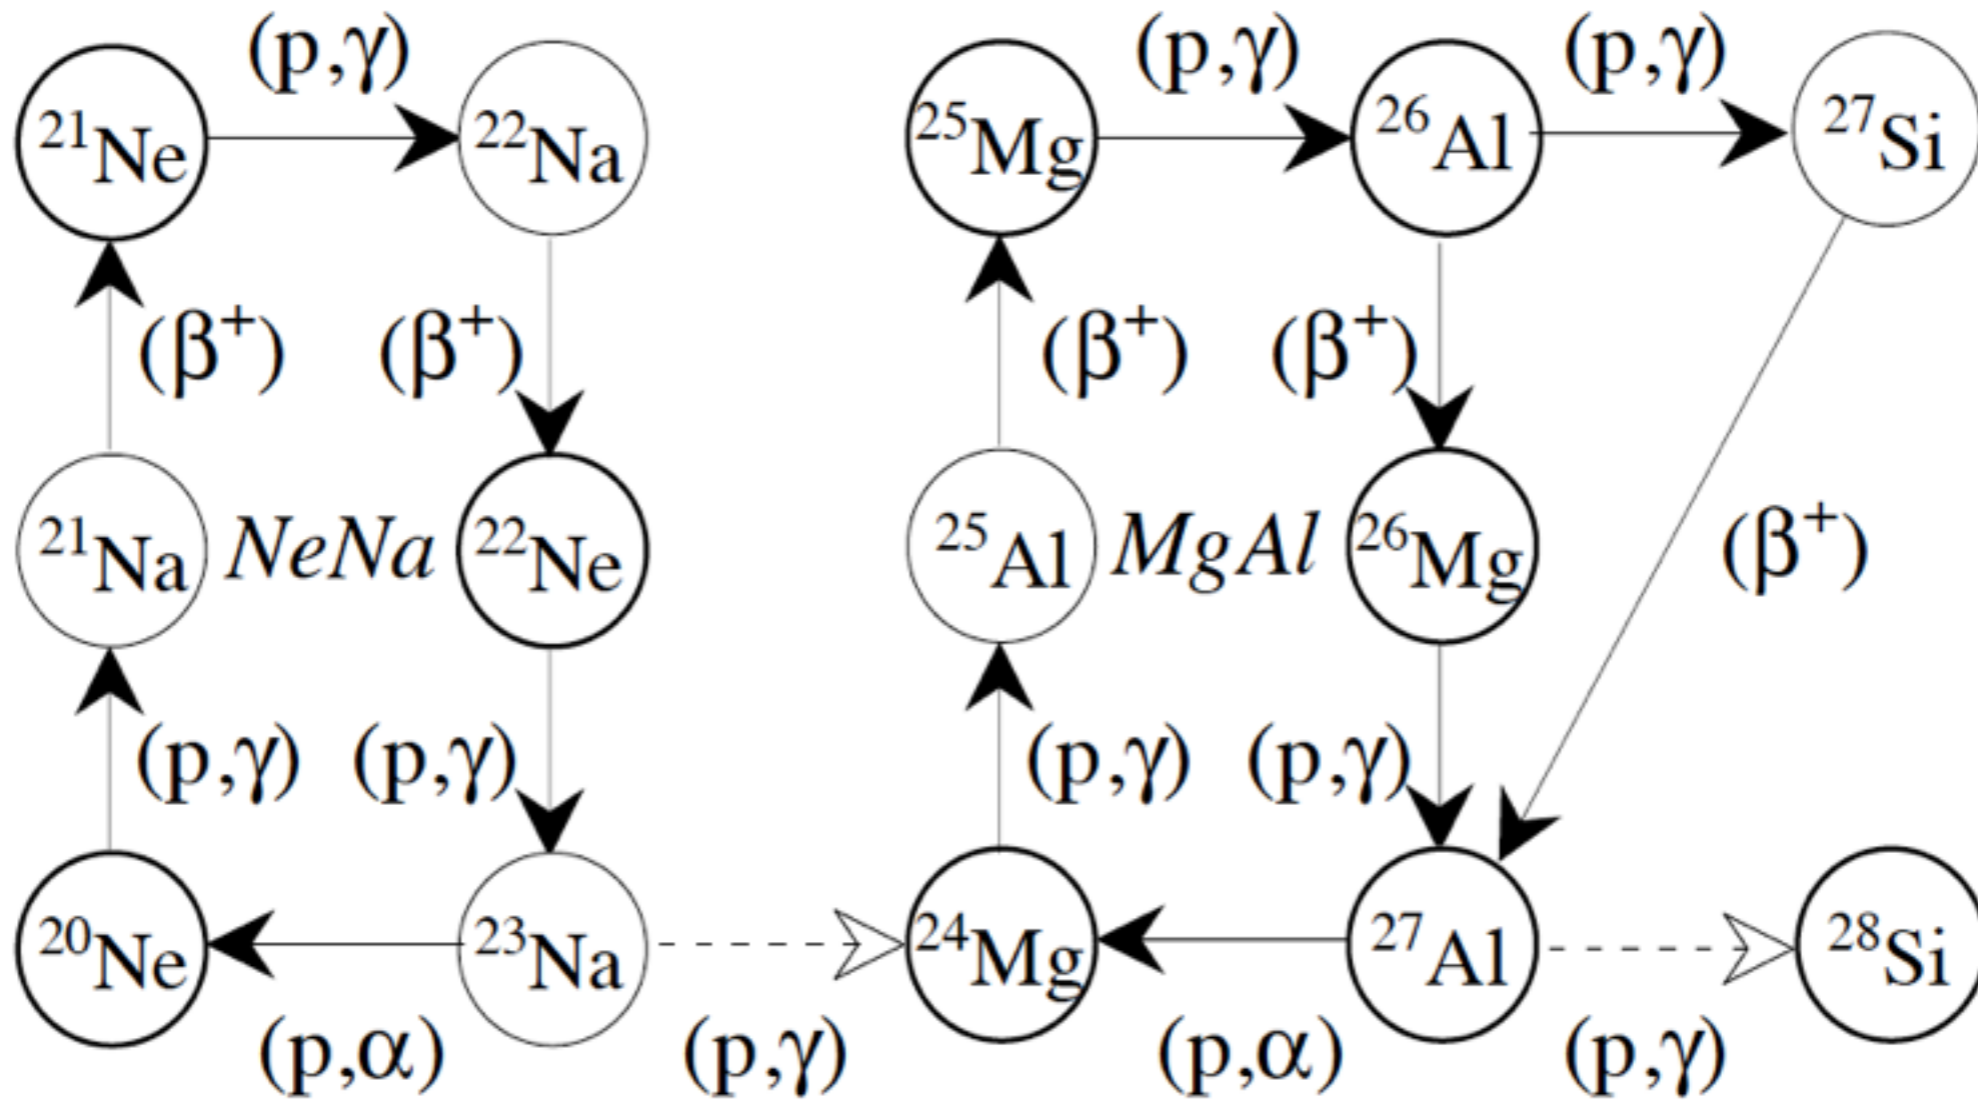 (p,γ) (p,γ) (p,γ)
²¹Ne ²²Na ²⁵Mg ²⁶Al ²⁷Si
(β⁺) (β⁺) (β⁺) (β⁺)
²¹Na NeNa ²²Ne ²⁵Al MgAl ²⁶Mg (β⁺)
(p,γ) (p,γ) (p,γ) (p,γ)
²⁰Ne ²³Na ²⁴Mg ²⁷Al ²⁸Si
(p,α) (p,γ) (p,α) (p,γ)